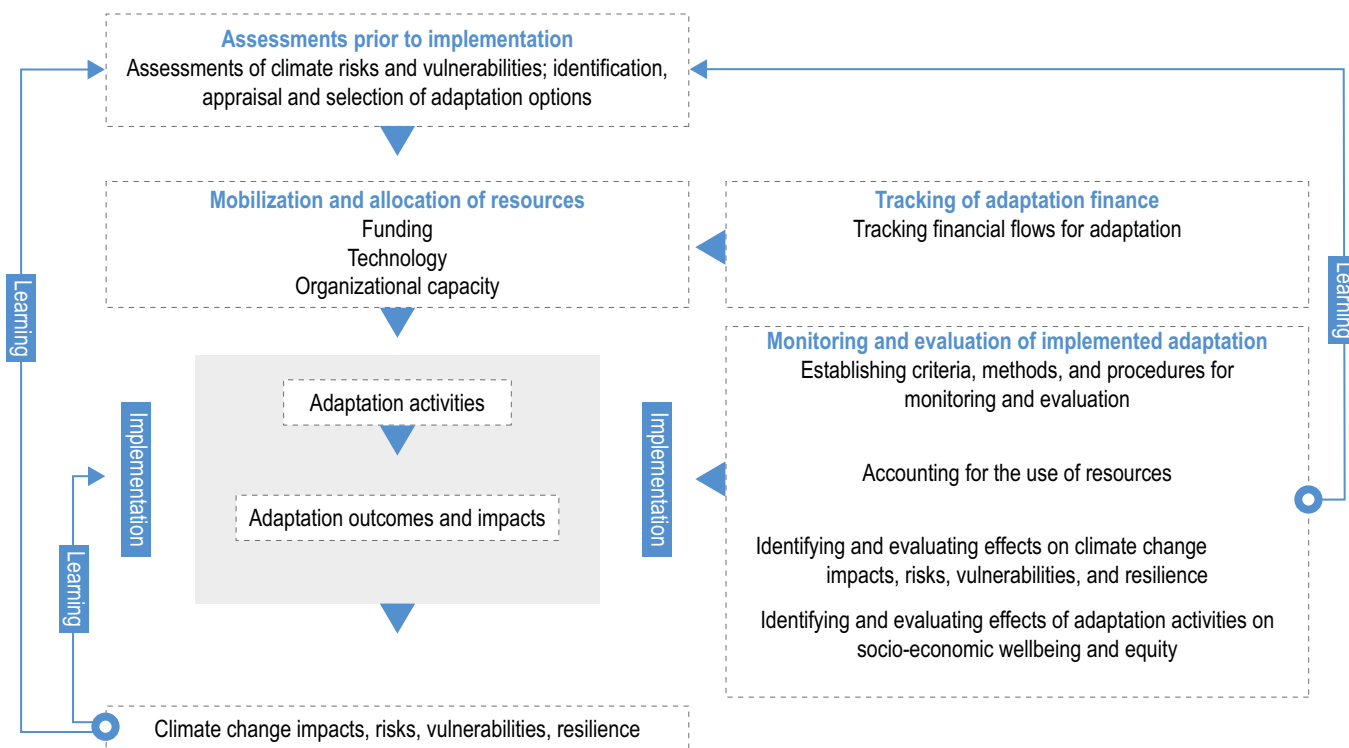 Assessments prior to implementation
Assessments of climate risks and vulnerabilities; identification,
appraisal and selection of adaptation options
Mobilization and allocation of resources
Funding
Technology
Organizational capacity
Tracking of adaptation finance
Tracking financial flows for adaptation
Learning
Learning
Monitoring and evaluation of implemented adaptation
Establishing criteria, methods, and procedures for
monitoring and evaluation
Accounting for the use of resources
Identifying and evaluating effects on climate change
impacts, risks, vulnerabilities, and resilience
Identifying and evaluating effects of adaptation activities on
socio-economic wellbeing and equity
Implementation
Adaptation activities
Adaptation outcomes and impacts
Implementation
Learning
Climate change impacts, risks, vulnerabilities, resilience